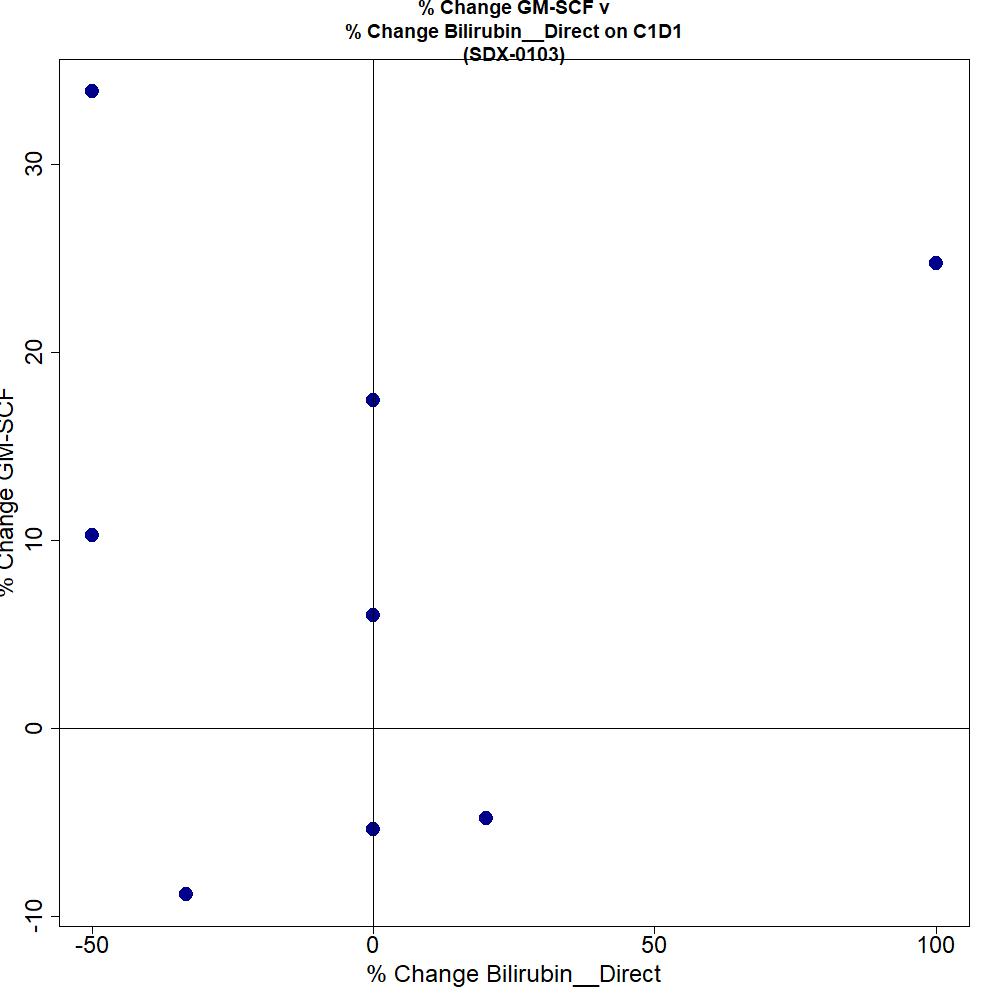 % Change GM-SCF v
% Change Bilirubin__Direct on C1D1
(SDX-0103)
% Change GM-SCF
30
20
10
0
-10
-50
0
50
100
% Change Bilirubin__Direct